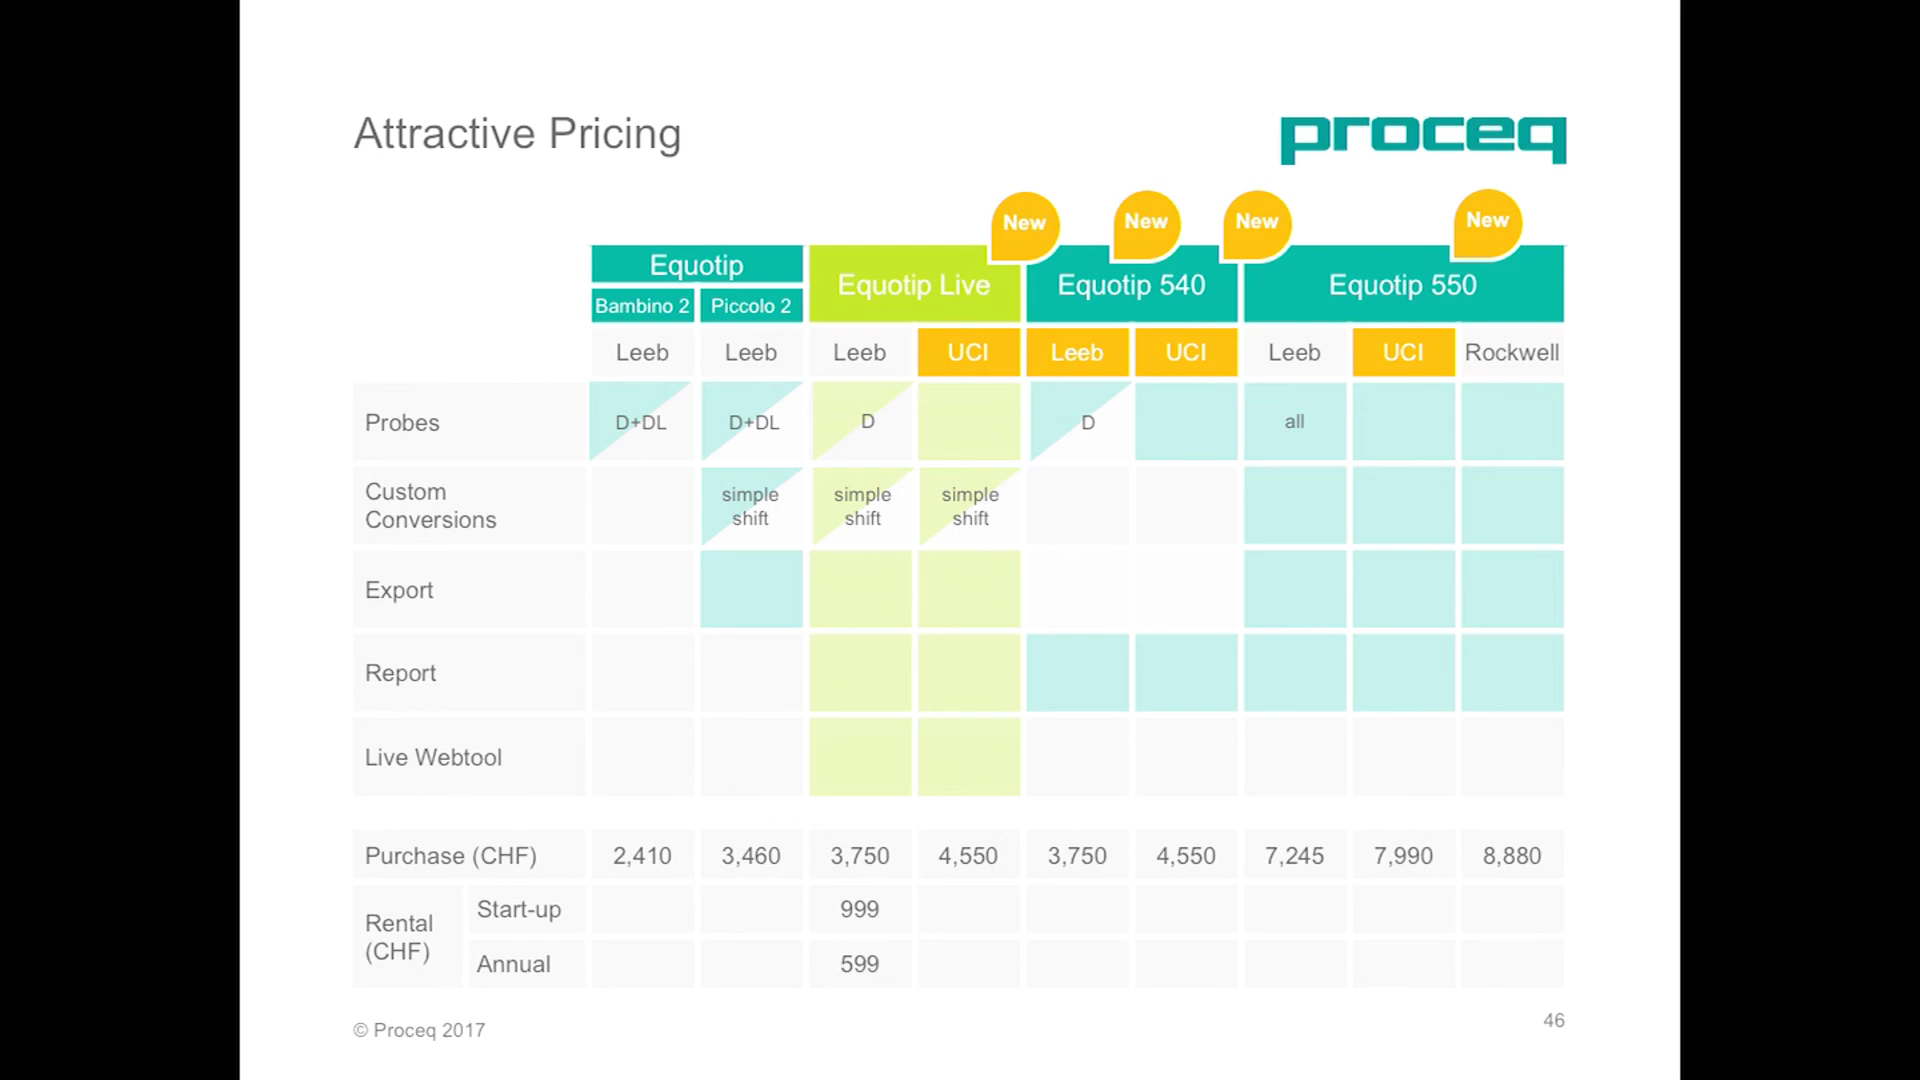 Attractive Pricing
proceq
New New New New
Equotip Equotip Live Equotip 540 Equotip 550
Bambino 2 Piccolo 2
Leeb Leeb Leeb UCI Leeb UCI Leeb UCI Rockwell
Probes D+DL D+DL D D all
Custom Conversions simple shift simple shift simple shift
Export
Report
Live Webtool
Purchase (CHF) 2,410 3,460 3,750 4,550 3,750 4,550 7,245 7,990 8,880
Rental (CHF)
Start-up 999
Annual 599
© Proceq 2017
46